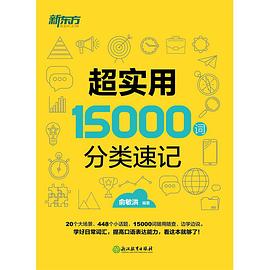 新东方
超实用
15000词
分类速记
俞敏洪 编著
20个大场景，448个小话题，15000词随用随查，边学边说。
学好日常词汇，提高口语表达能力，看这本就够了！
浙江教育出版社